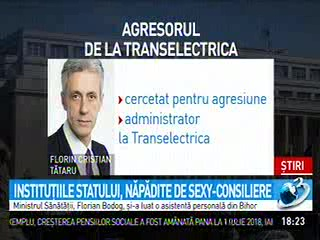 AGRESORUL
DE LA TRANSELECTRICA
cercetat pentru agresiune
administrator
la Transelectrica
FLORIN CRISTIAN
TĂTARU
ȘTIRI
INSTITUȚIILE STATULUI, NĂPĂDITE DE SEXY-CONSILIERE
Ministrul Sănătății, Florian Bodog, și-a luat o asistentă personală din Bihor
EMPLU, CREȘTEREA PENSIILOR SOCIALE A FOST AMÂNATĂ PÂNĂ LA 1 IULIE 2018, IAI
18:23